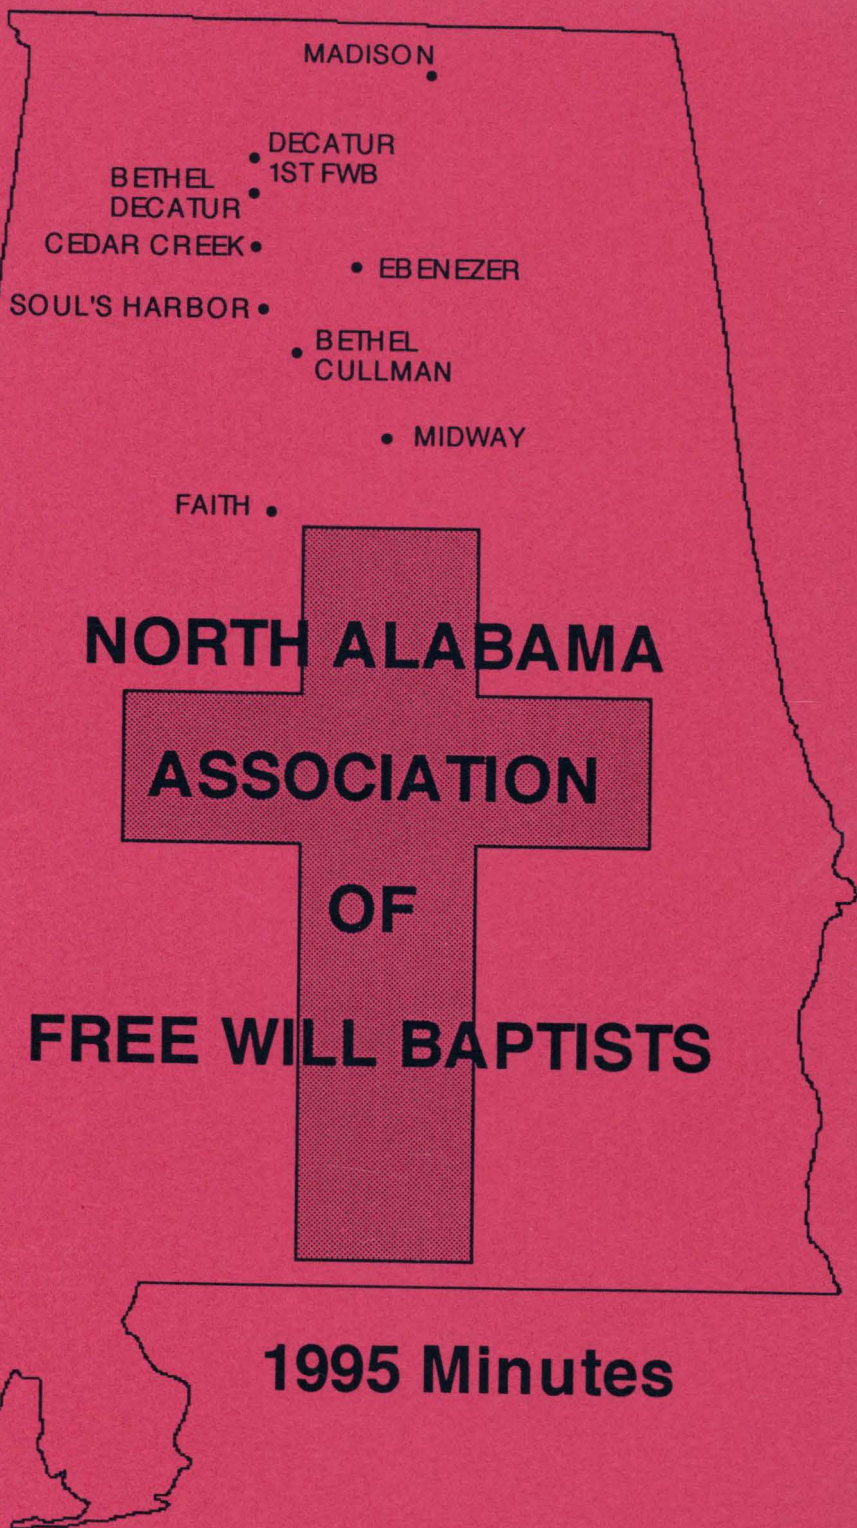 MADISON
DECATUR
1ST FWB
BETHEL
DECATUR
CEDAR CREEK
EBENEZER
SOUL'S HARBOR
BETHEL
CULLMAN
MIDWAY
FAITH
NORTH ALABAMA
ASSOCIATION
OF
FREE WILL BAPTISTS
1995 Minutes